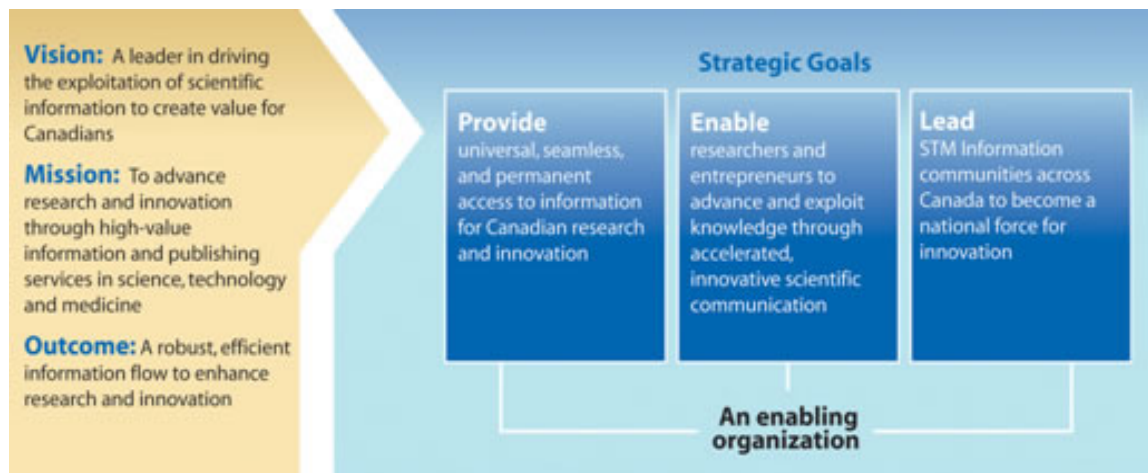 Vision: A leader in driving
the exploitation of scientific
information to create value for
Canadians
Mission: To advance
research and innovation
through high-value
information and publishing
services in science, technology
and medicine
Outcome: A robust, efficient
information flow to enhance
research and innovation
Strategic Goals
Provide
universal, seamless,
and permanent
access to information
for Canadian research
and innovation
Enable
researchers and
entrepreneurs to
advance and exploit
knowledge through
accelerated,
innovative scientific
communication
Lead
STM Information
communities across
Canada to become a
national force for
innovation
An enabling
organization